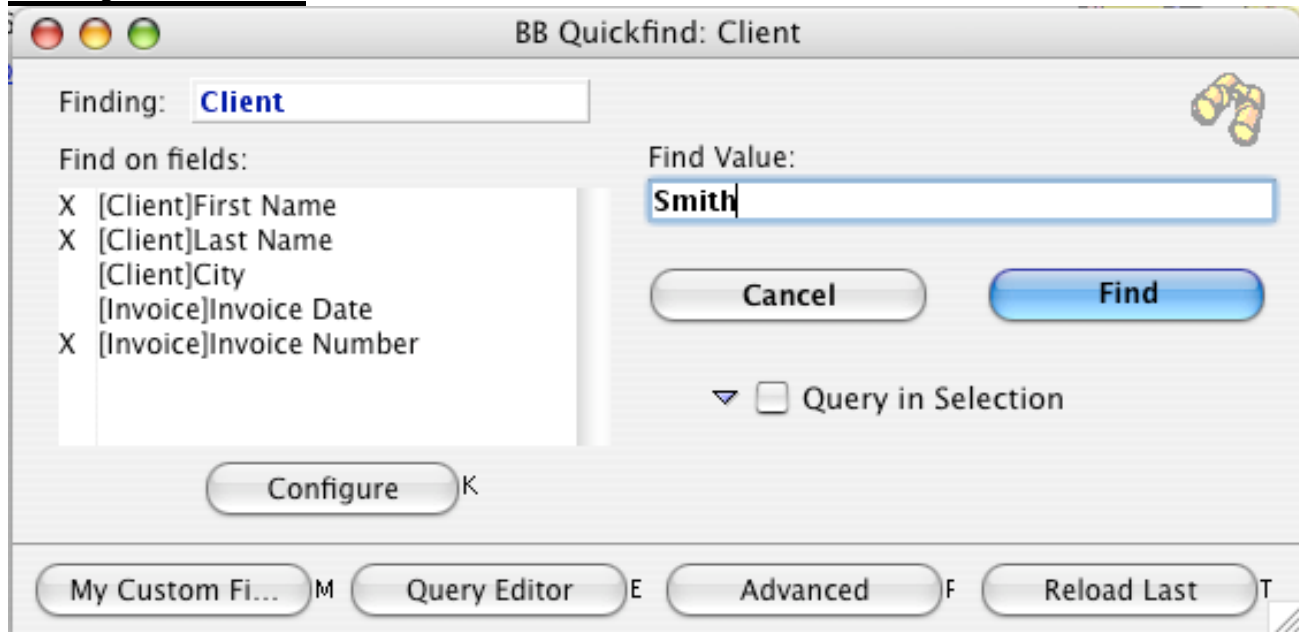 BB Quickfind: Client
Finding: Client
Find on fields:
X [Client]First Name
X [Client]Last Name
[Client]City
[Invoice]Invoice Date
X [Invoice]Invoice Number
Find Value:
Smith
Cancel Find
Query in Selection
Configure K
My Custom Fi... M Query Editor E Advanced F Reload Last T